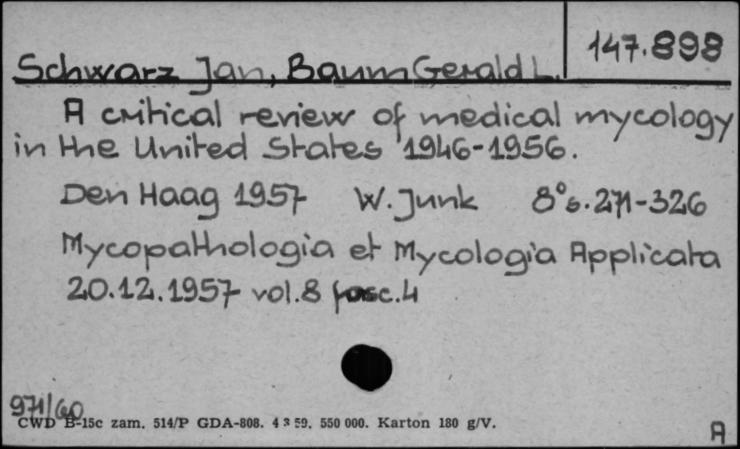 147.898
Schwarz Jan, Baum Gerald L.
A critical review of medical mycology
in the United States 1946-1956.
Den Haag 1957 W. Junk 8° s. 271-326
Mycopathologia et Mycologia Applicata
20.12.1957 vol. 8 fasc. 4
971/60
CWD B-15c zam. 514/P GDA-808. 4 3 59. 550 000. Karton 180 g/V.
A